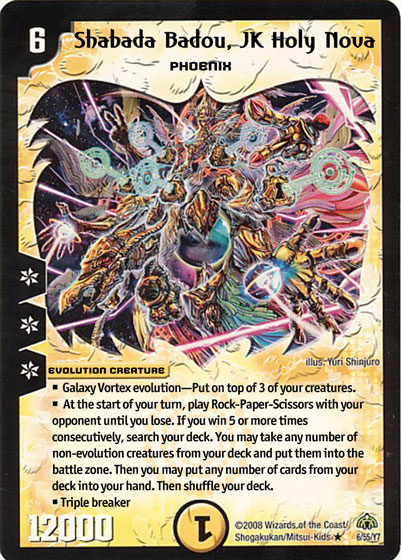 6 Shabada Badou, JK Holy Nova
PHOENIX
illus. Yuri Shinjuro
EVOLUTION CREATURE
■ Galaxy Vortex evolution—Put on top of 3 of your creatures.
■ At the start of your turn, play Rock-Paper-Scissors with your
opponent until you lose. If you win 5 or more times
consecutively, search your deck. You may take any number of
non-evolution creatures from your deck and put them into the
battle zone. Then you may put any number of cards from your
deck into your hand. Then shuffle your deck.
■ Triple breaker
12000
1
©2008 Wizards of the Coast/
Shogakukan/Mitsui-Kids ★ 6/55/Y7